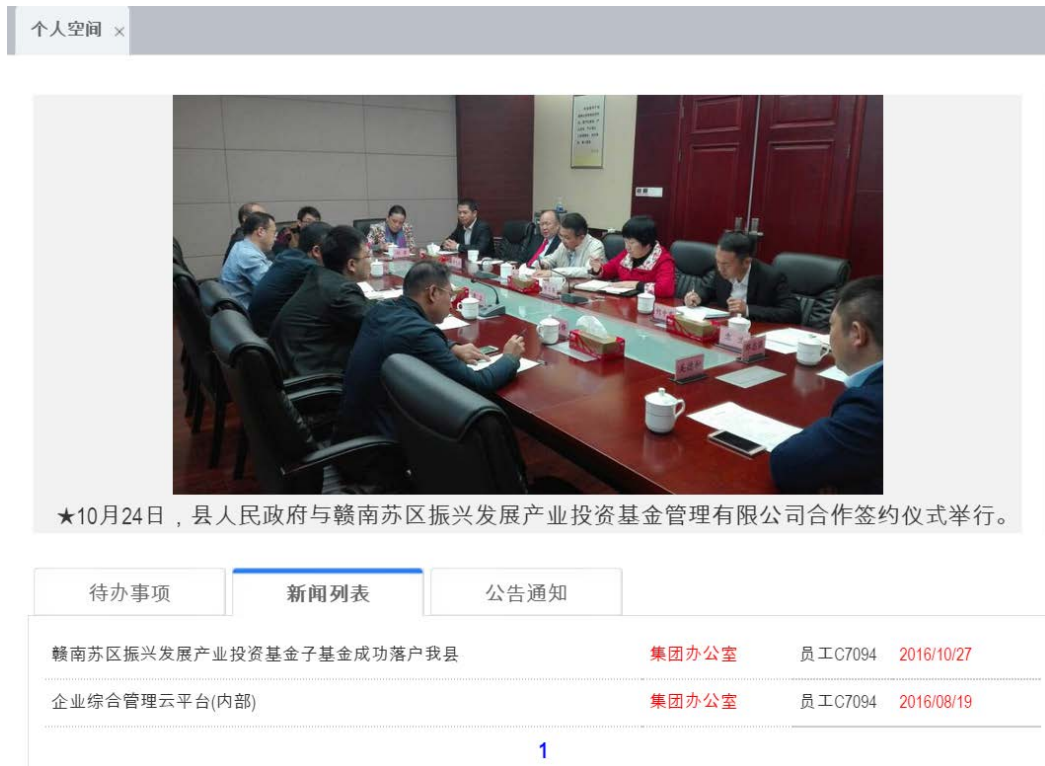 个人空间 ×
★10月24日，县人民政府与赣南苏区振兴发展产业投资基金管理有限公司合作签约仪式举行。
待办事项 新闻列表 公告通知
赣南苏区振兴发展产业投资基金子基金成功落户我县 集团办公室 员工C7094 2016/10/27
企业综合管理云平台(内部) 集团办公室 员工C7094 2016/08/19
1